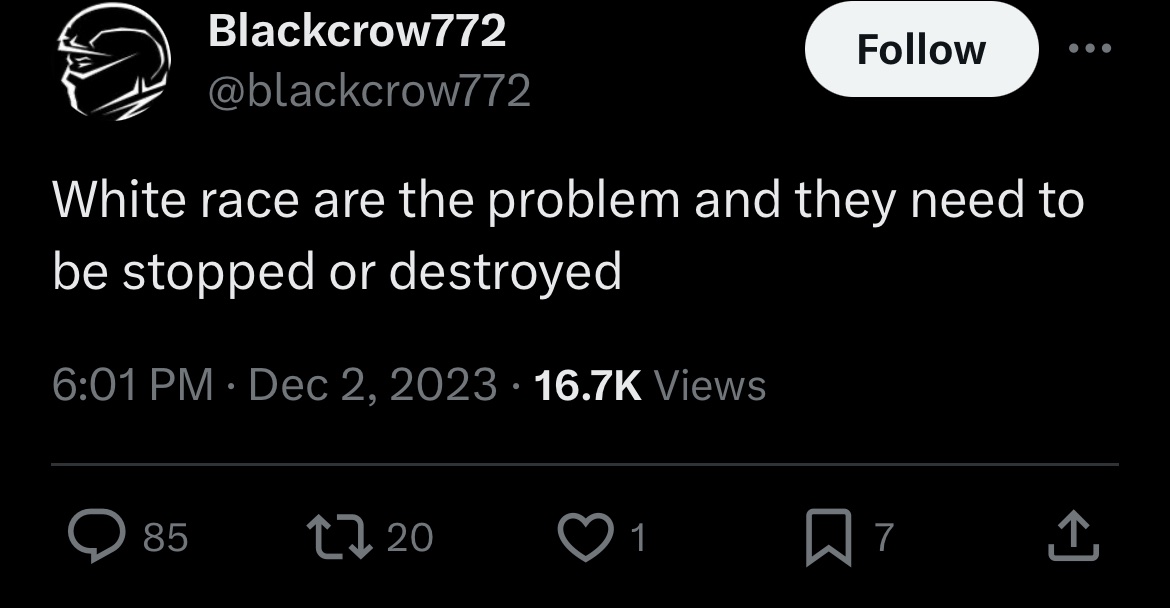 Blackcrow772
Follow
@blackcrow772
White race are the problem and they need to
be stopped or destroyed
6:01 PM · Dec 2, 2023 · 16.7K Views
85 20 1 7